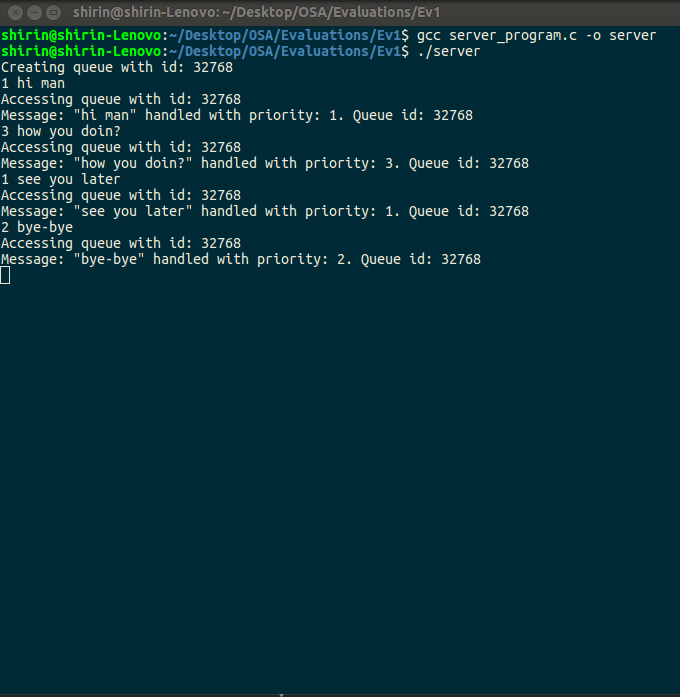 shirin@shirin-Lenovo: ~/Desktop/OSA/Evaluations/Ev1
shirin@shirin-Lenovo:~/Desktop/OSA/Evaluations/Ev1$ gcc server_program.c -o server
shirin@shirin-Lenovo:~/Desktop/OSA/Evaluations/Ev1$ ./server
Creating queue with id: 32768
1 hi man
Accessing queue with id: 32768
Message: "hi man" handled with priority: 1. Queue id: 32768
3 how you doin?
Accessing queue with id: 32768
Message: "how you doin?" handled with priority: 3. Queue id: 32768
1 see you later
Accessing queue with id: 32768
Message: "see you later" handled with priority: 1. Queue id: 32768
2 bye-bye
Accessing queue with id: 32768
Message: "bye-bye" handled with priority: 2. Queue id: 32768